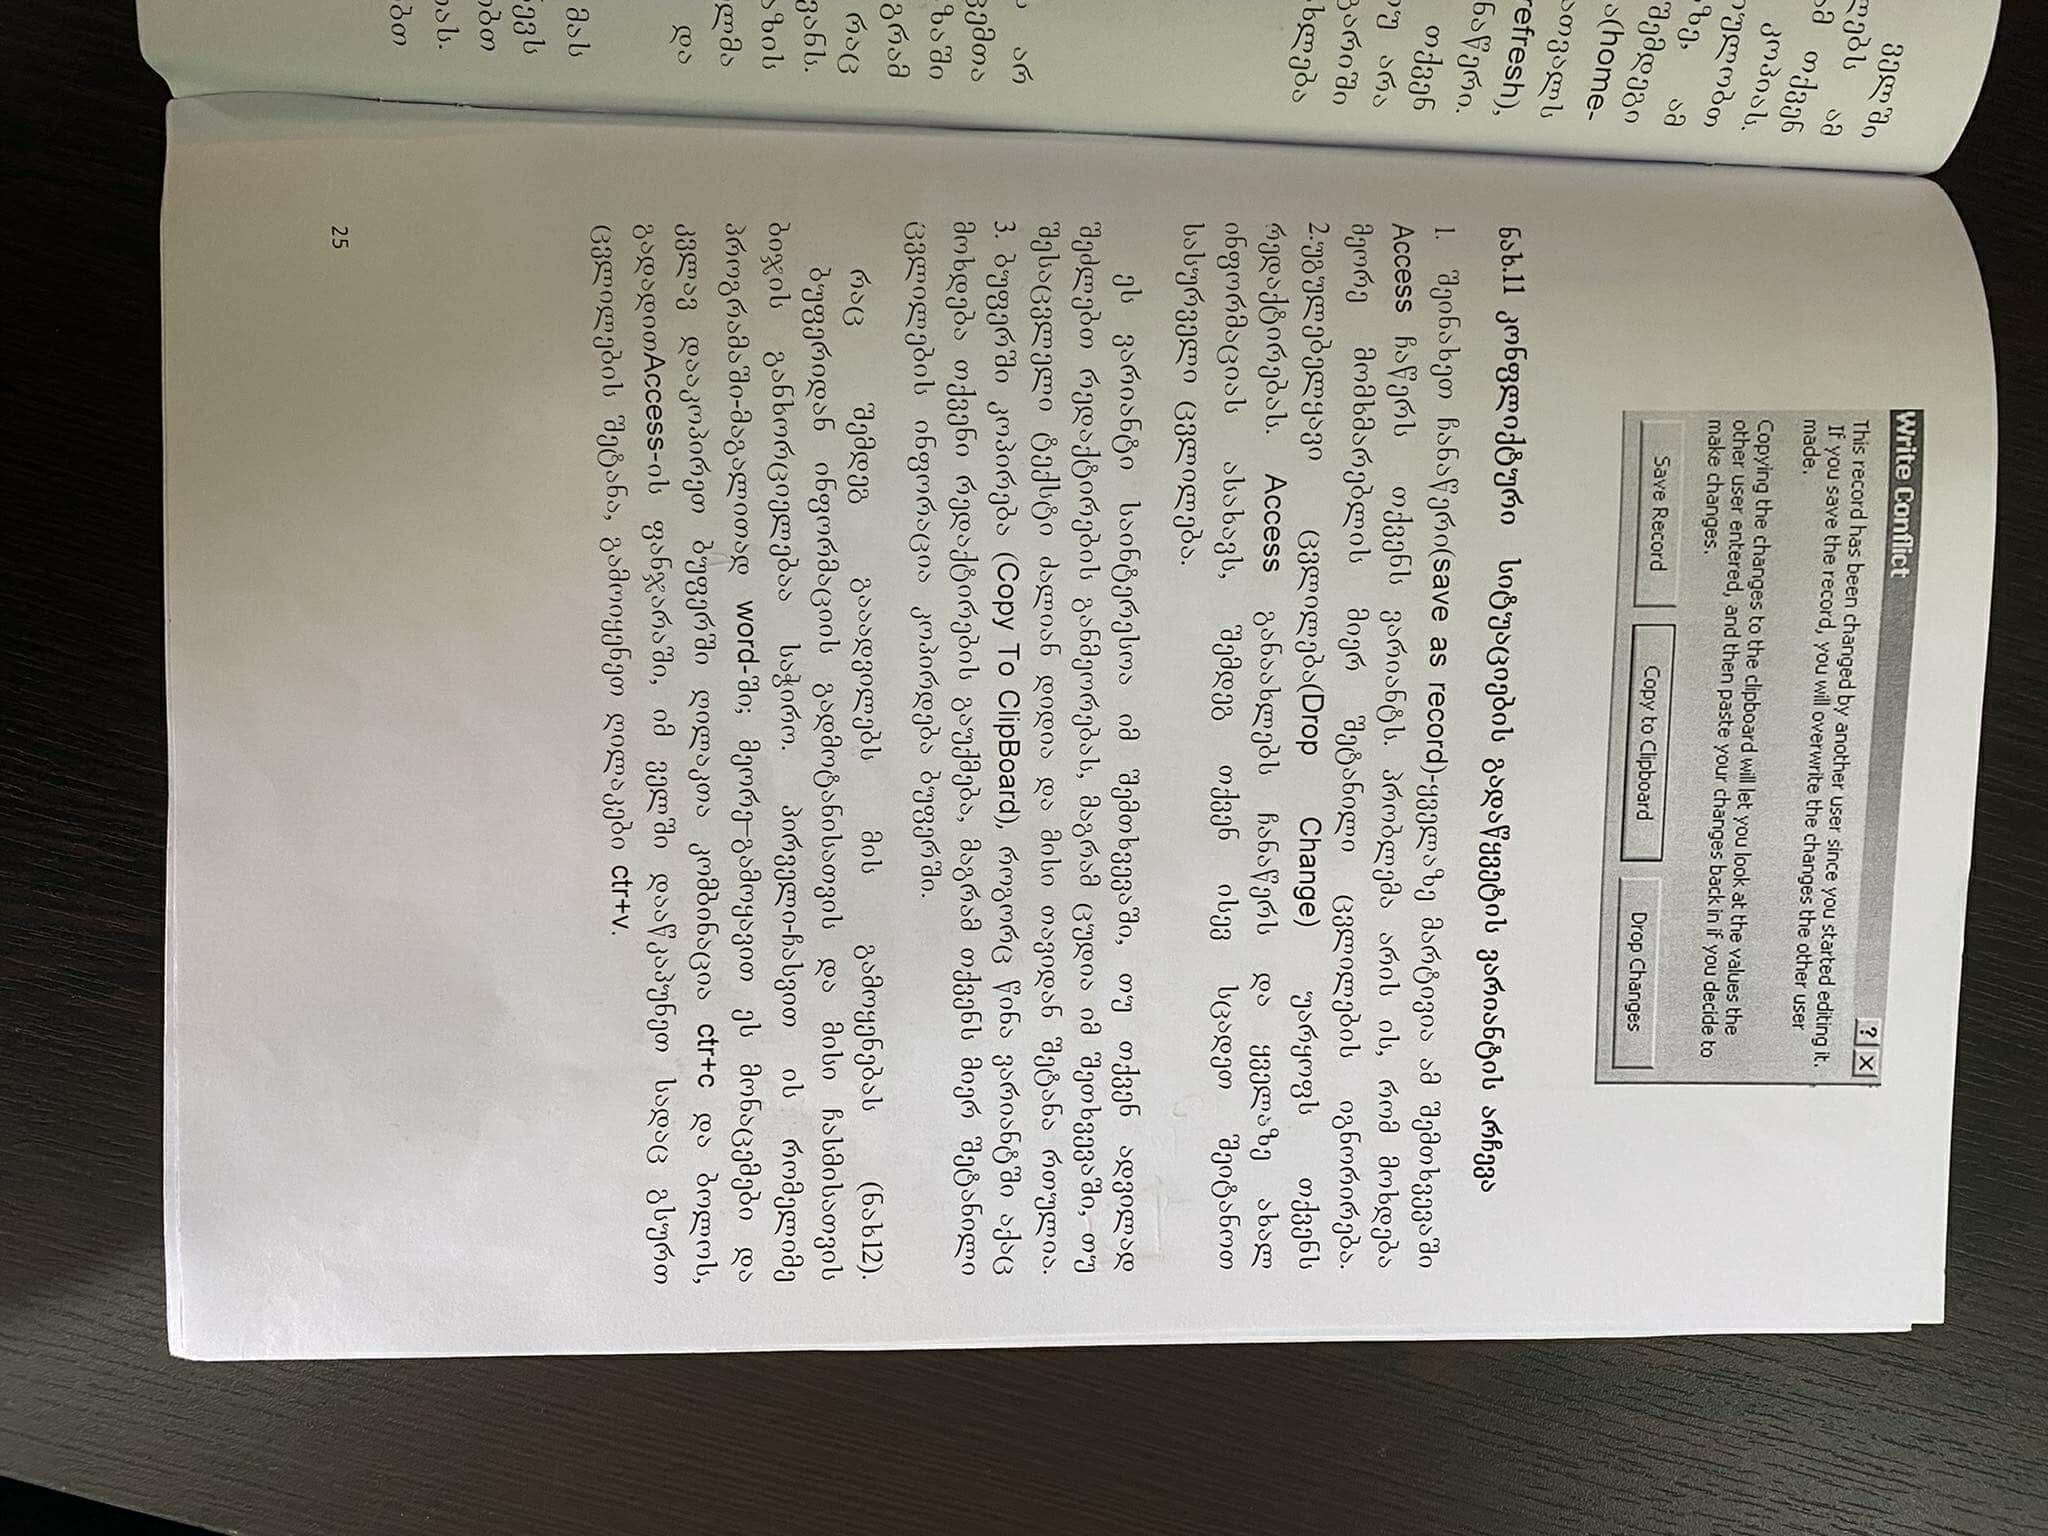 ველში
ლებს ამ
ამ თქვენ
კოპიას.
ულობთ
ზე, ამ
შემდეგი
ა(home-
ათვალს
refresh),
ნაწერი.
თქვენ
უ არა
გარიში
ახლება
არ
ცემთა
ზაში
გრამ
რაც
ვანს.
აზის
ლმა
და
მას
ნევს
ობთ
იას.
ობთ
Write Conflict
This record has been changed by another user since you started editing it.
If you save the record, you will overwrite the changes the other user
made.
Copying the changes to the clipboard will let you look at the values the
other user entered, and then paste your changes back in if you decide to
make changes.
Save Record Copy to Clipboard Drop Changes
ნახ.11 კონფლიქტური სიტუაციების გადაწყვეტის ვარიანტის არჩევა
1. შეინახეთ ჩანაწერი(save as record)-ყველაზე მარტივია ამ შემთხვევაში
Access ჩაწერს თქვენს ვარიანტს. პრობლემა არის ის, რომ მოხდება
მეორე მომხმარებლის მიერ შეტანილი ცვლილების იგნორირება.
2.უგულებელყავი ცვლილება(Drop Change) უარყოფს თქვენს
რედაქტირებას. Access განაახლებს ჩანაწერს და ყველაზე ახალ
ინფორმაციას ასახავს, შემდეგ თქვენ ისევ სცადეთ შეიტანოთ
სასურველი ცვლილება.
ეს ვარიანტი საინტერესოა იმ შემთხვევაში, თუ თქვენ ადვილად
შეძლებთ რედაქტირების განმეორებას, მაგრამ ცუდია იმ შეთხვევაში, თუ
შესაცვლელი ტექსტი ძალიან დიდია და მისი თავიდან შეტანა რთულია.
3. ბუფერში კოპირება (Copy To ClipBoard), როგორც წინა ვარიანტში აქაც
მოხდება თქვენი რედაქტირების გაუქმება, მაგრამ თქვენს მიერ შეტანილი
ცვლილების ინფორაცია კოპირდება ბუფერში.
რაც შემდეგ გააადვილებს მის გამოყენებას (ნახ12).
ბუფერიდან ინფორმაციის გადმოტანისათვის და მისი ჩასმისათვის
ბიჯის განხორციელებაა საჭირო. პირველი-ჩასვით ის რომელიმე
პროგრამაში-მაგალითად word-ში; მეორე–გამოყავით ეს მონაცემები და
კვლავ დააკოპირეთ ბუფერში ღილაკთა კომბინაცია ctr+c და ბოლოს,
გადადითAccess-ის ფანჯარაში, იმ ველში დააწკაპუნეთ სადაც გსურთ
ცვლილების შეტანა, გამოიყენეთ ღილაკები ctr+v.
25